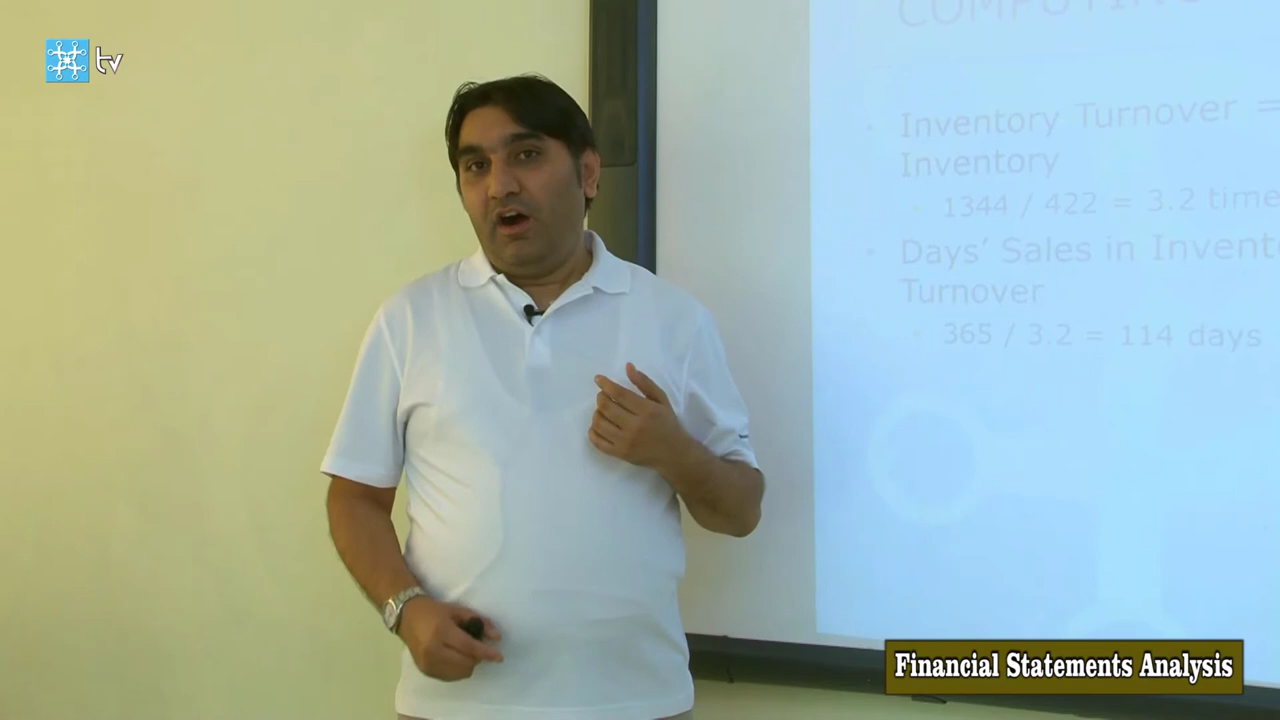 tv
COMPUTING
Inventory Turnover =
Inventory
1344 / 422 = 3.2 time
Days’ Sales in Invent
Turnover
365 / 3.2 = 114 days
Financial Statements Analysis